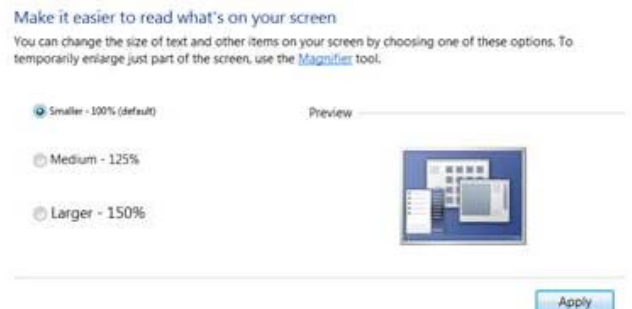 Make it easier to read what's on your screen
You can change the size of text and other items on your screen by choosing one of these options. To
temporarily enlarge just part of the screen, use the Magnifier tool.
Smaller - 100% (default)
Preview
Medium - 125%
Larger - 150%
Apply